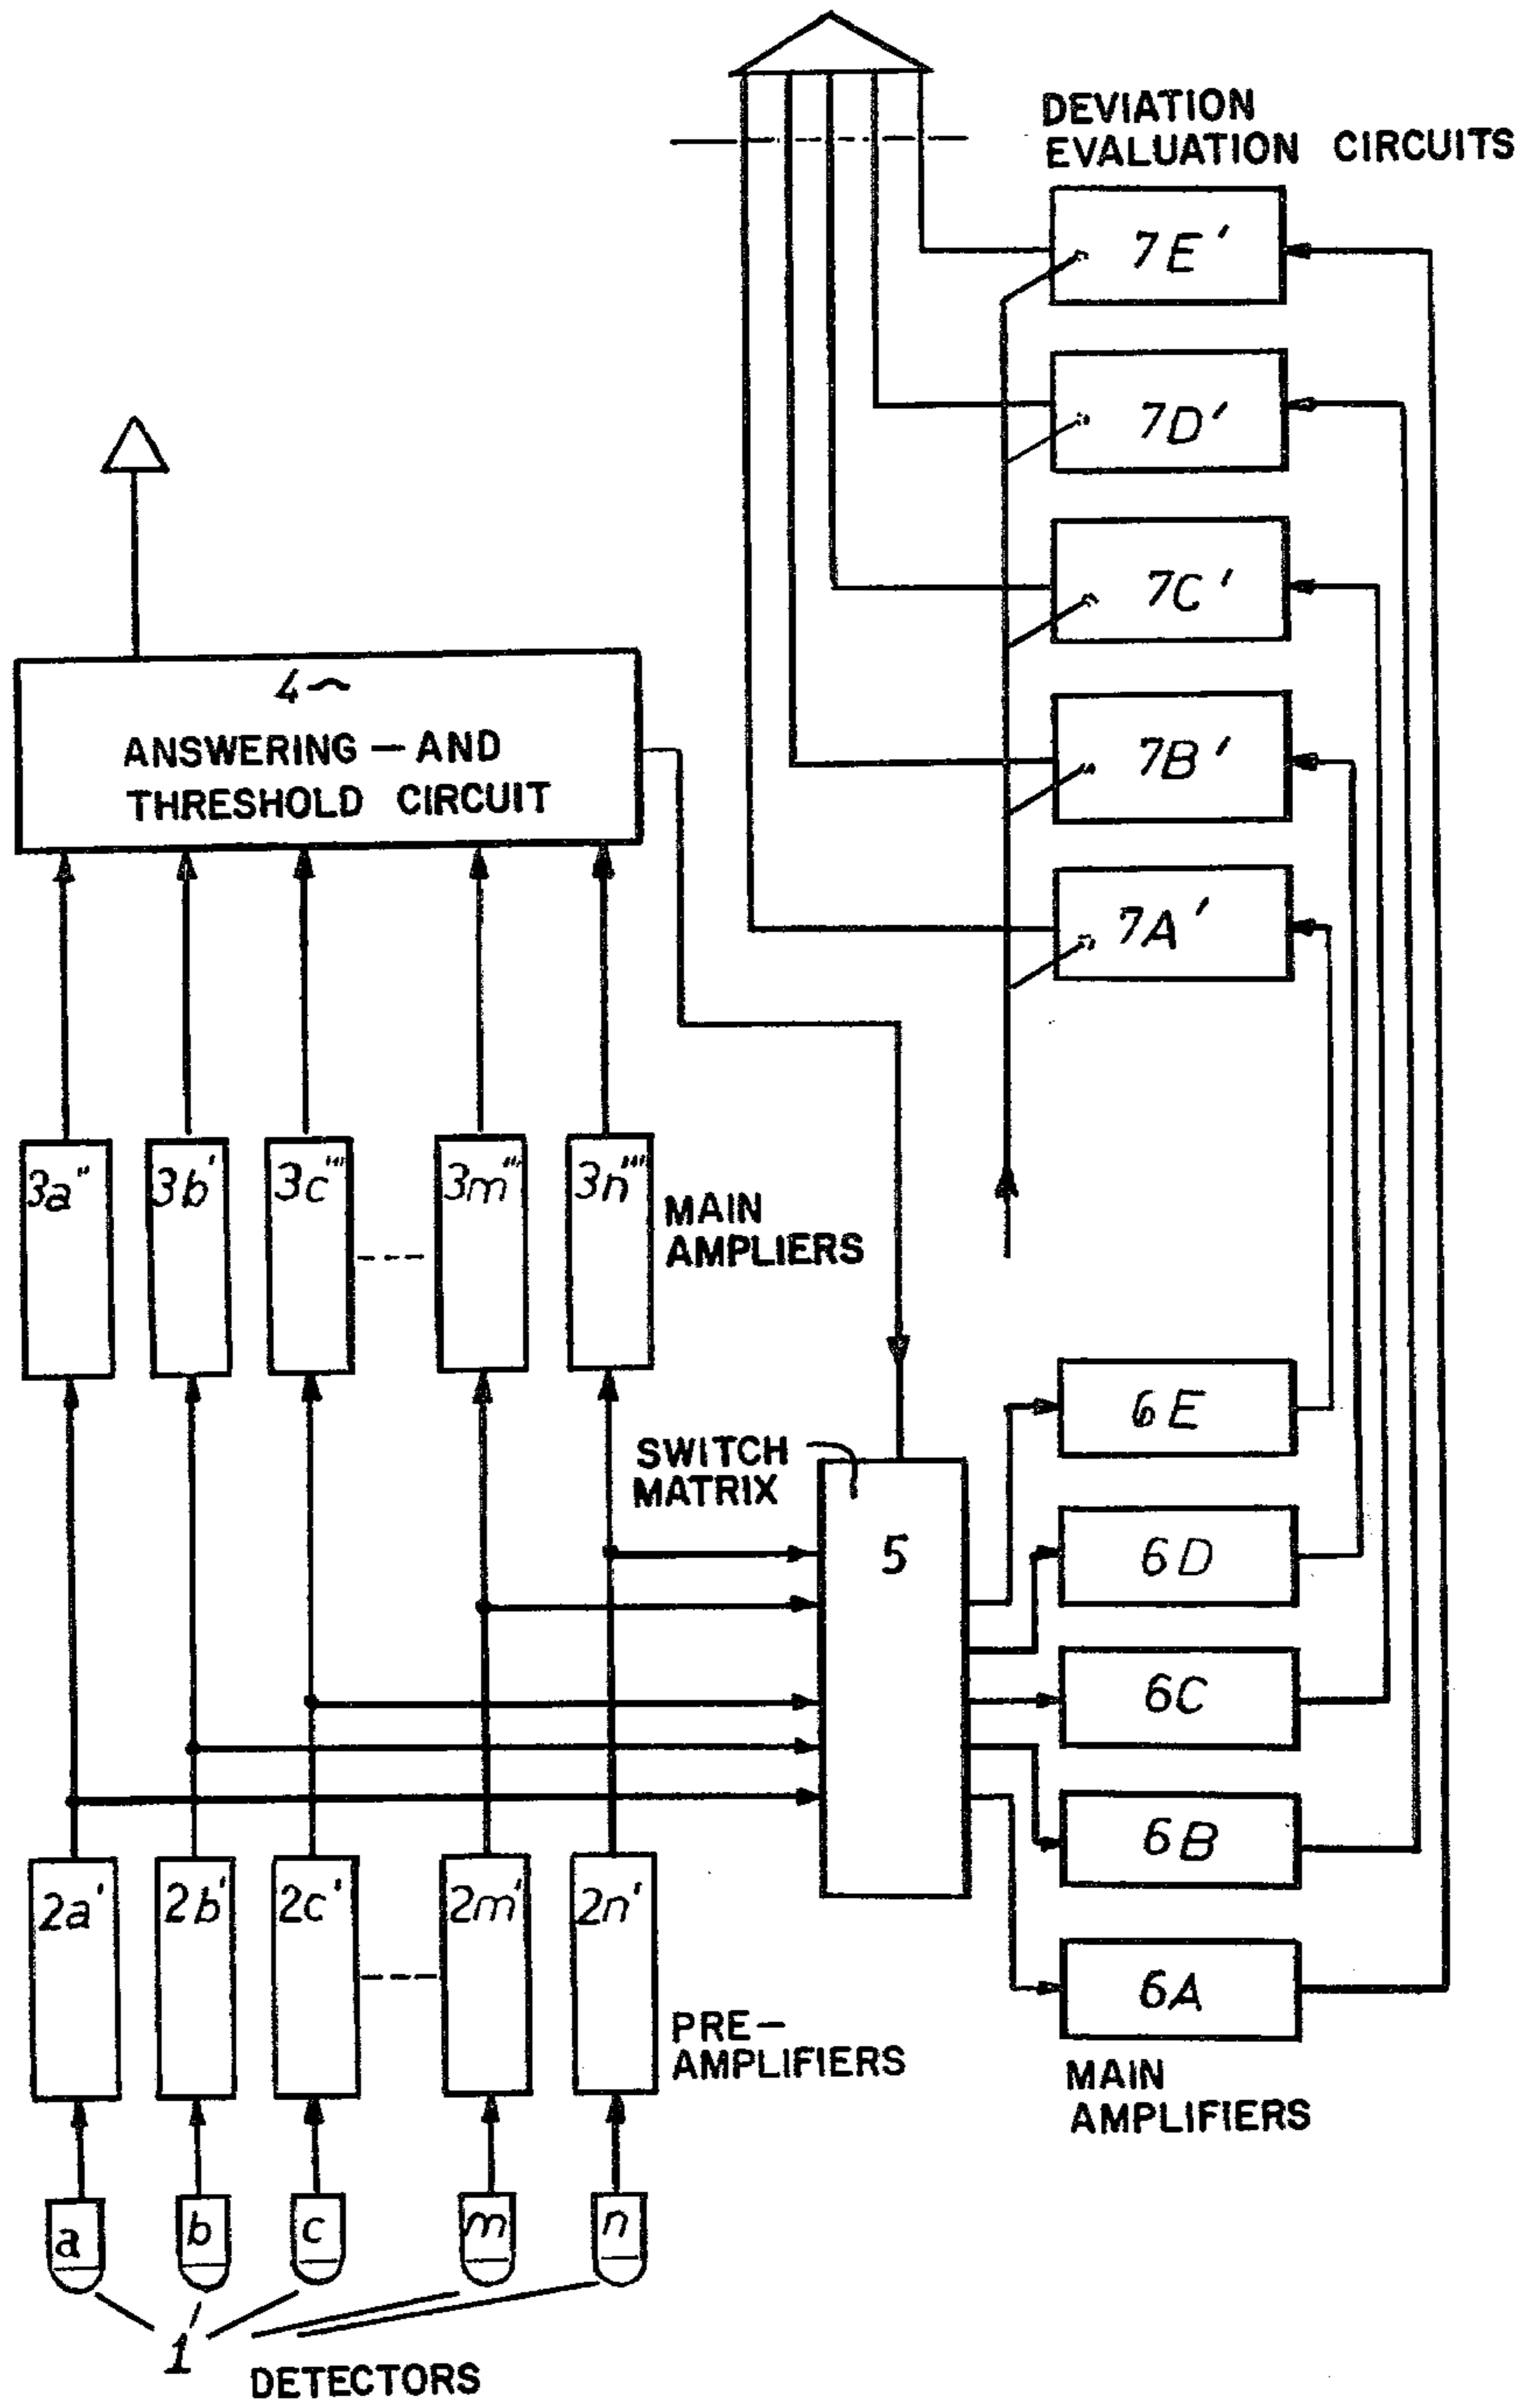 DEVIATION
EVALUATION CIRCUITS
7E'
7D'
7C'
7B'
7A'
4
ANSWERING - AND
THRESHOLD CIRCUIT
3a" 3b' 3c''' 3m''' 3n'''
MAIN
AMPLIERS
SWITCH
MATRIX
5
6E
6D
6C
6B
6A
MAIN
AMPLIFIERS
2a' 2b' 2c' 2m' 2n'
PRE-
AMPLIFIERS
a b c m n
1
DETECTORS